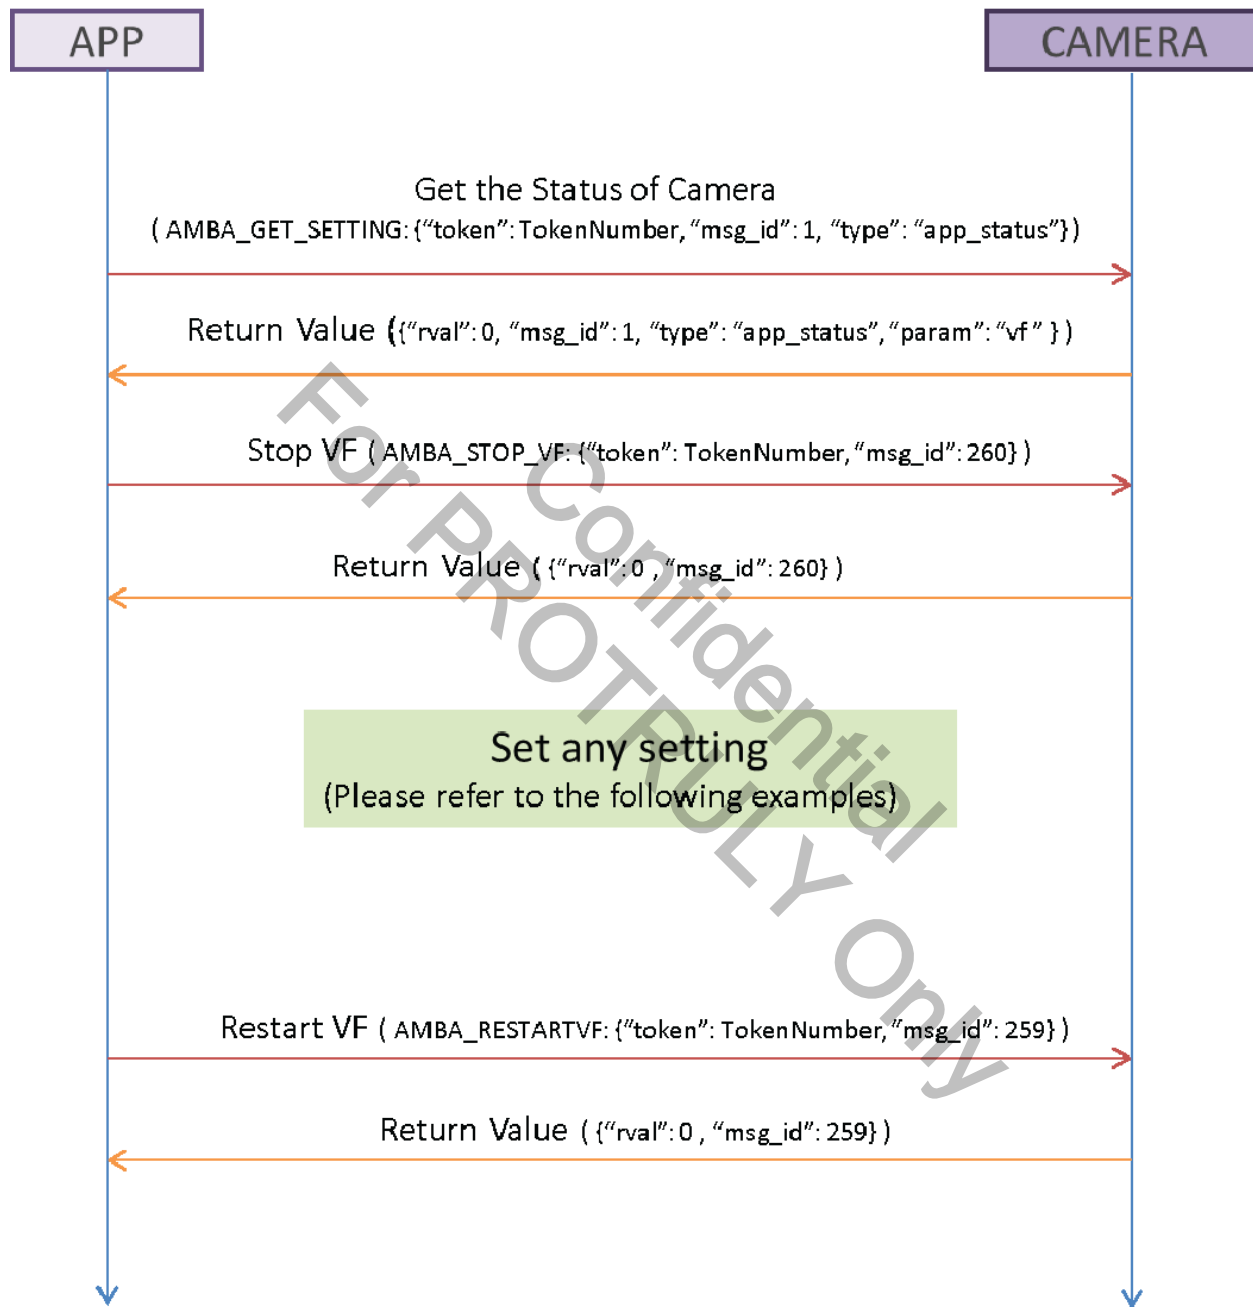 APP
CAMERA
Get the Status of Camera
( AMBA_GET_SETTING: {“token”: TokenNumber, “msg_id”: 1, “type”: “app_status”} )
Return Value ({“rval”: 0, “msg_id”: 1, “type”: “app_status”, “param”: “vf” } )
Stop VF ( AMBA_STOP_VF: {“token”: TokenNumber, “msg_id”: 260} )
Return Value ( {“rval”: 0 , “msg_id”: 260} )
Set any setting
(Please refer to the following examples)
Restart VF ( AMBA_RESTARTVF: {“token”: TokenNumber, “msg_id”: 259} )
Return Value ( {“rval”: 0 , “msg_id”: 259} )
Confidential
For PROTRULY Only